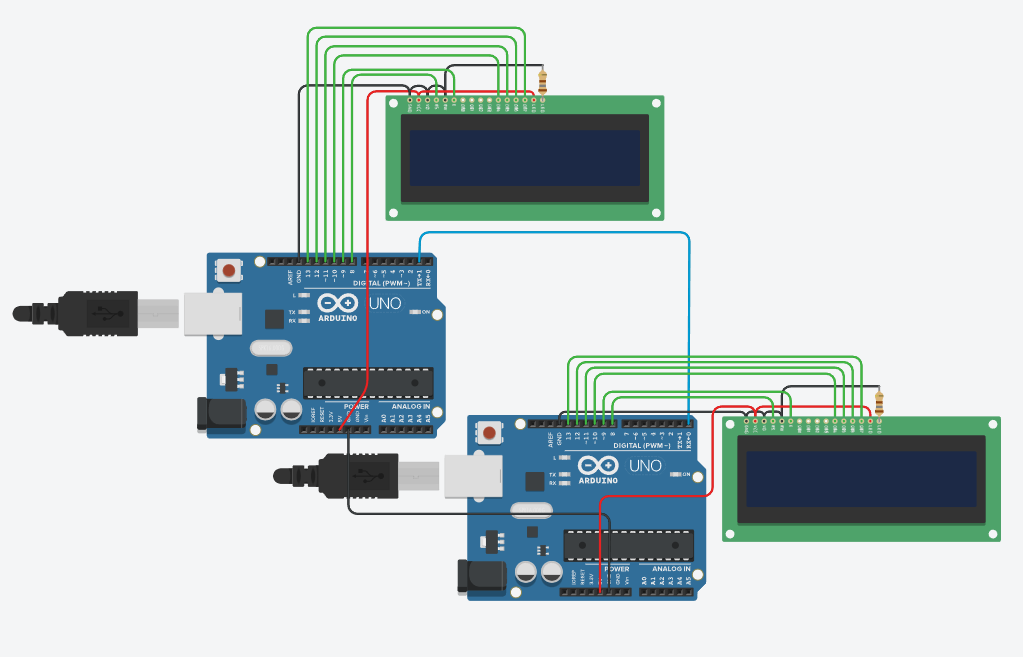 AREF
GND
13
12
~11
~10
~9
8
7
~6
~5
4
~3
2
TX→1
RX←0
DIGITAL (PWM~)
L
TX
RX
UNO
ON
ARDUINO
IOREF
RESET
3.3V
5V
GND
Vin
POWER
ANALOG IN
A0
A1
A2
A3
A4
A5
AREF
GND
13
12
~11
~10
~9
8
7
~6
~5
4
~3
2
TX→1
RX←0
DIGITAL (PWM~)
L
TX
RX
UNO
ON
ARDUINO
POWER
ANALOG IN
IOREF
RESET
3.3V
GND
Vin
A0
A1
A2
A3
A4
A5